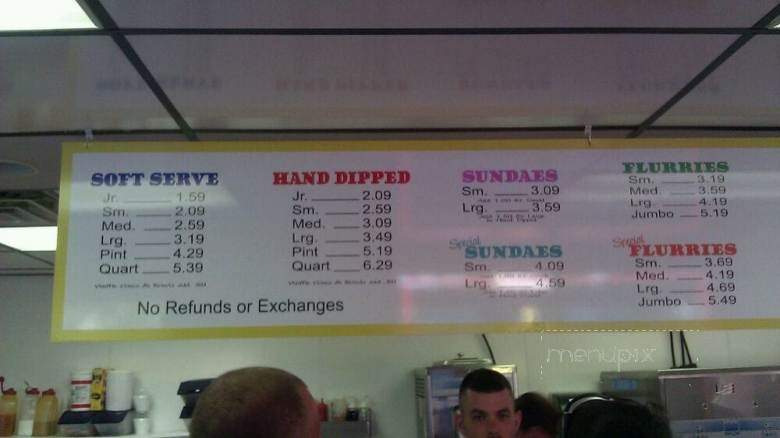 SOFT SERVE
Jr. 1.59
Sm. 2.09
Med. 2.59
Lrg. 3.19
Pint 4.29
Quart 5.39
HAND DIPPED
Jr. 2.09
Sm. 2.59
Med. 3.09
Lrg. 3.49
Pint 5.19
Quart 6.29
No Refunds or Exchanges
SUNDAES
Sm. 3.09
Lrg. 3.59
Special
SUNDAES
Sm. 4.09
Lrg. 4.59
FLURRIES
Sm. 3.19
Med. 3.59
Lrg. 4.19
Jumbo 5.19
Special
FLURRIES
Sm. 3.69
Med. 4.19
Lrg. 4.69
Jumbo 5.49
menupix